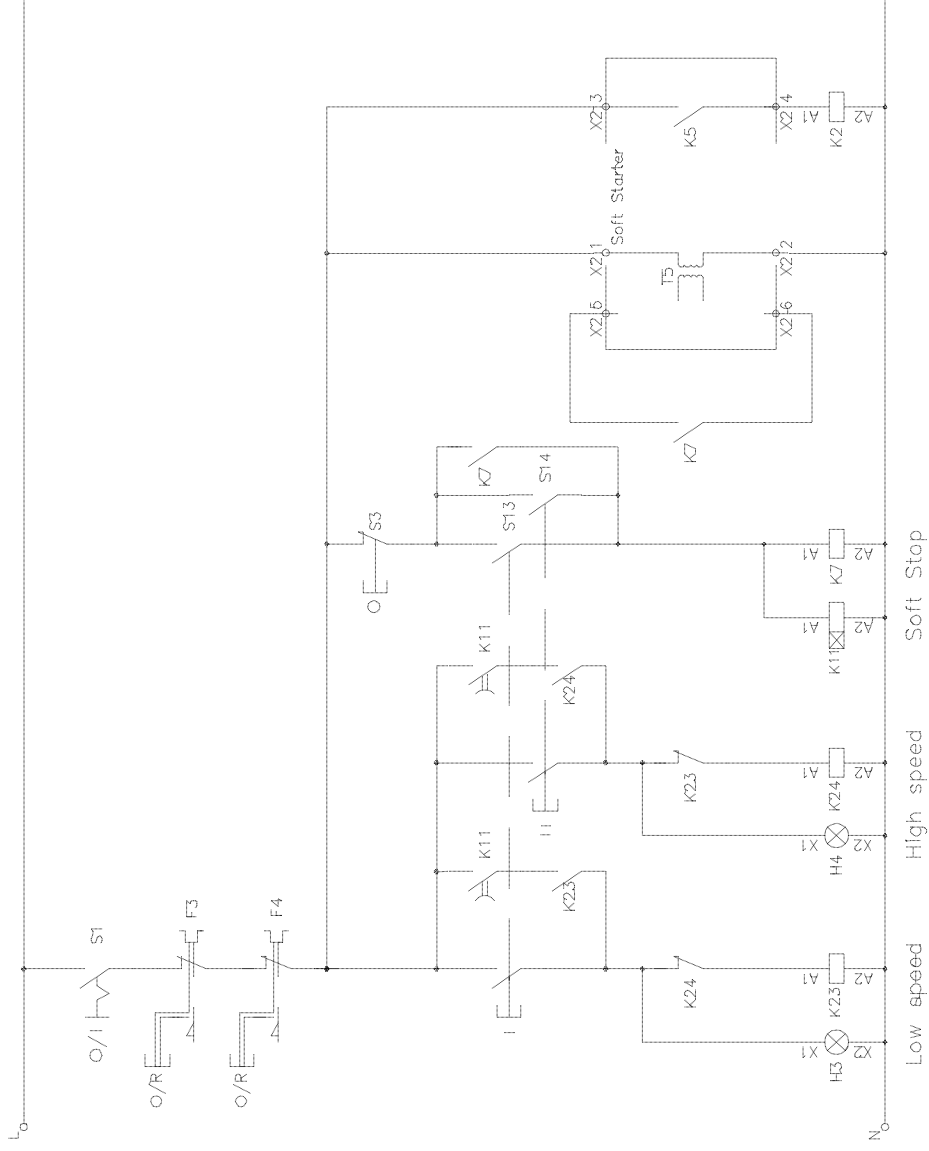 L
O/I
S1
O/R
F3
O/R
F4
O
S3
K11
K11
K7
I
S13
II
S14
K23
K24
X2 5
X2 1
X2 3
Soft Starter
T5
K24
K23
K7
K5
X2 6
X2 2
X2 4
X1
A1
X1
A1
A1
A1
A1
H3
K23
H4
K24
K11
K7
K2
X2
A2
X2
A2
A2
A2
A2
N
Low speed
High speed
Soft Stop